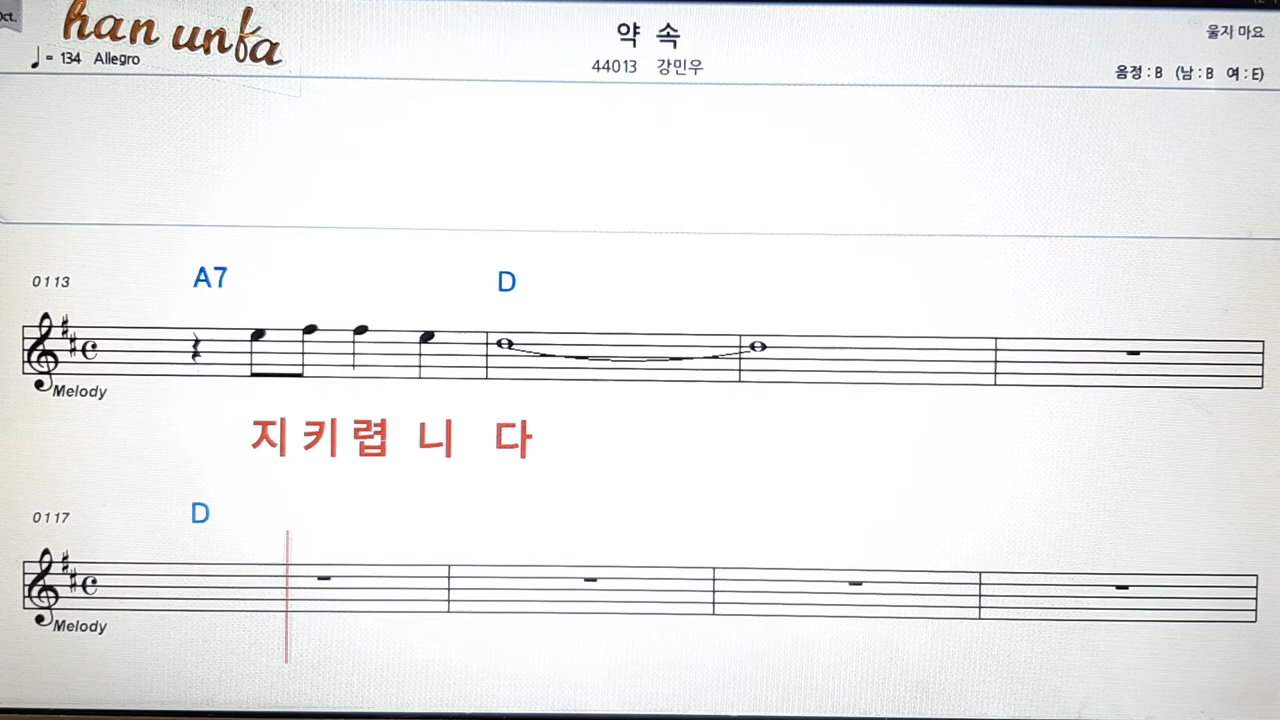 Oct.
han unfa
약 속
울지 마요
= 134 Allegro
44013 강민우
음정 : B (남 : B 여 : E)
0113
A7 D
Melody
지 키 렵 니 다
0117
D
Melody